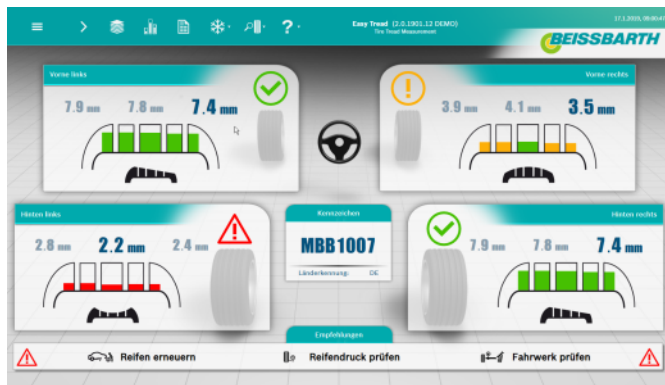 ?
Easy Tread (2.0.1901.12 DEMO)
Tire Tread Measurement
BEISSBARTH
Vorne links
7.9 mm 7.8 mm 7.4 mm
Vorne rechts
3.9 mm 4.1 mm 3.5 mm
Hinten links
2.8 mm 2.2 mm 2.4 mm
Kennzeichen
MBB1007
Länderkennung: DE
Hinten rechts
7.9 mm 7.8 mm 7.4 mm
Empfehlungen
Reifen erneuern
Reifendruck prüfen
Fahrwerk prüfen